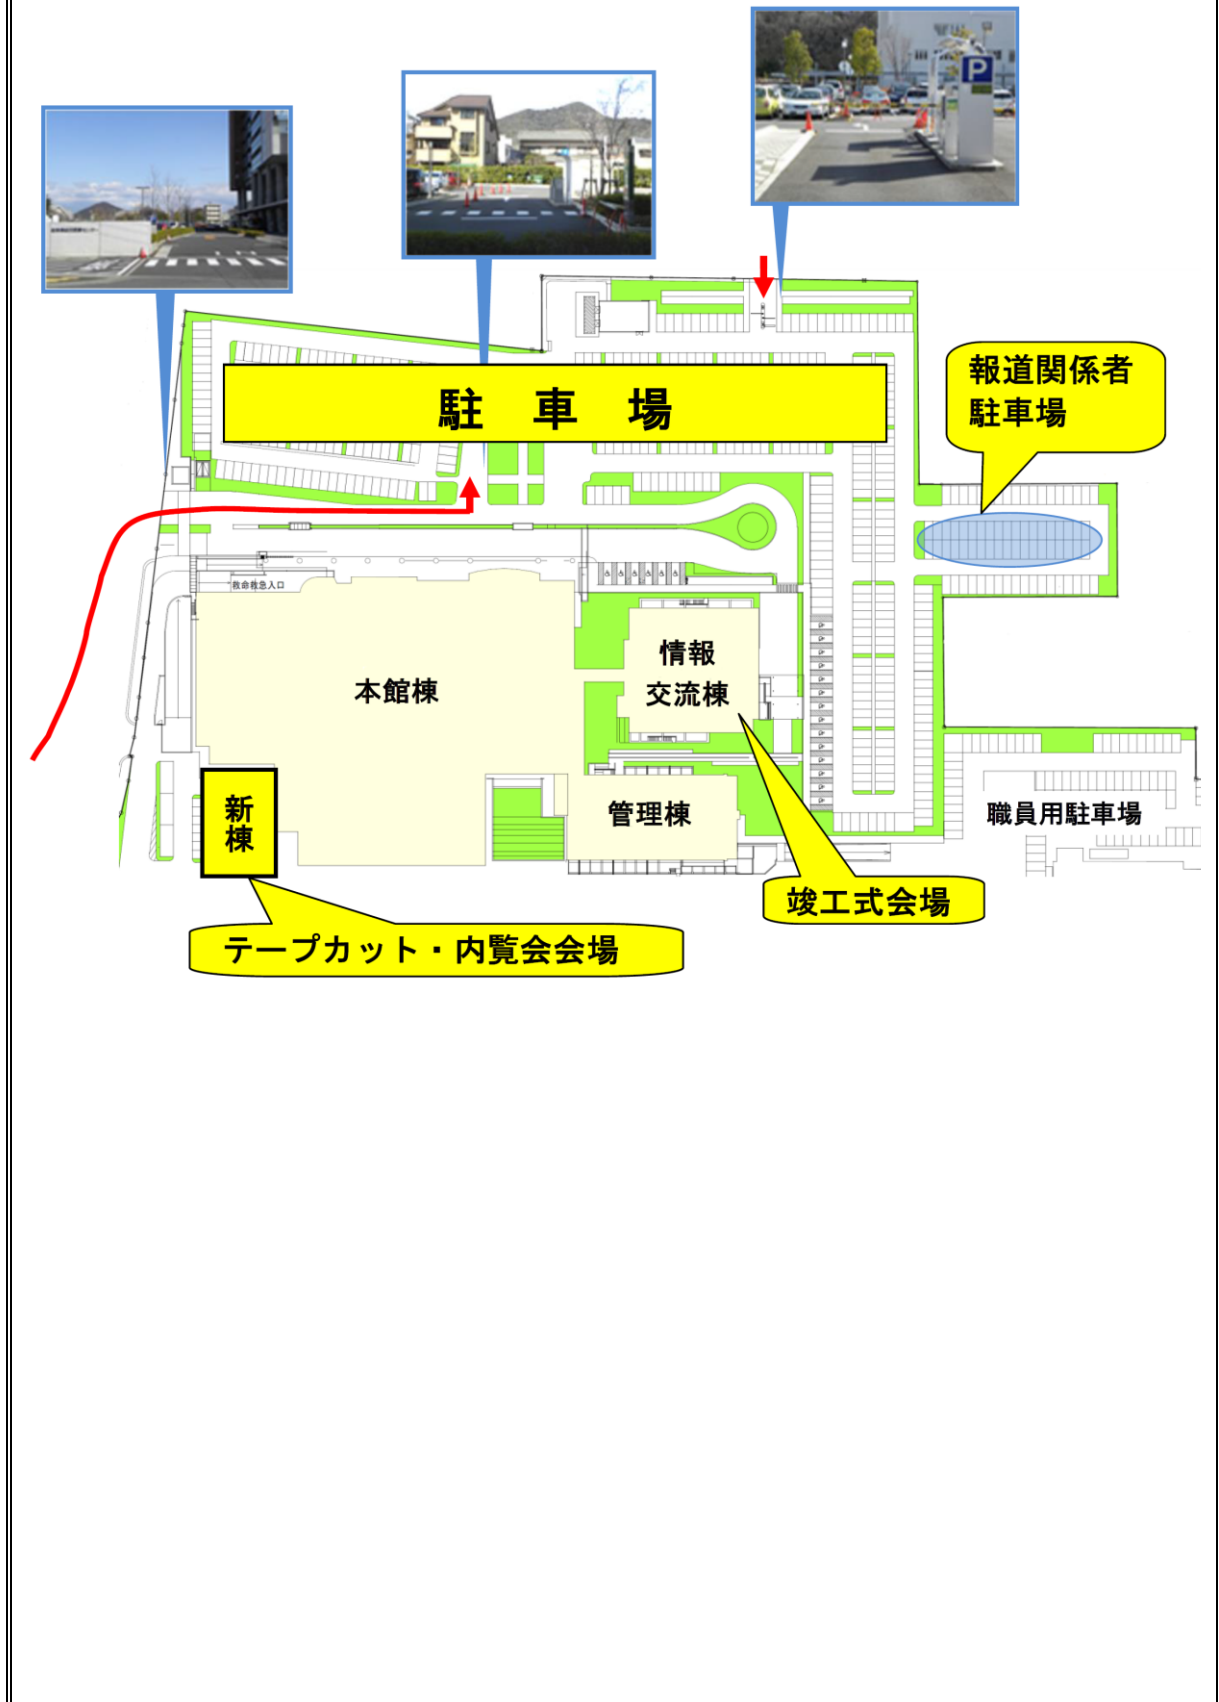 P
駐 車 場
報道関係者
駐車場
救命救急入口
情報
交流棟
本館棟
新
棟
管理棟
職員用駐車場
竣工式会場
テープカット・内覧会会場